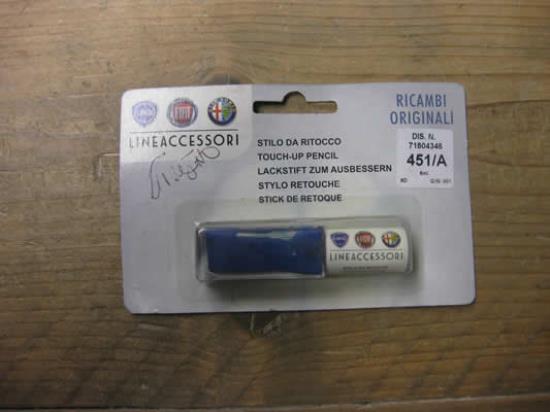 LINEACCESSORI
STILO DA RITOCCO
TOUCH-UP PENCIL
LACKSTIFT ZUM AUSBESSERN
STYLO RETOUCHE
STICK DE RETOQUE
RICAMBI
ORIGINALI
DIS. N.
71804346
451/A
LINEACCESSORI